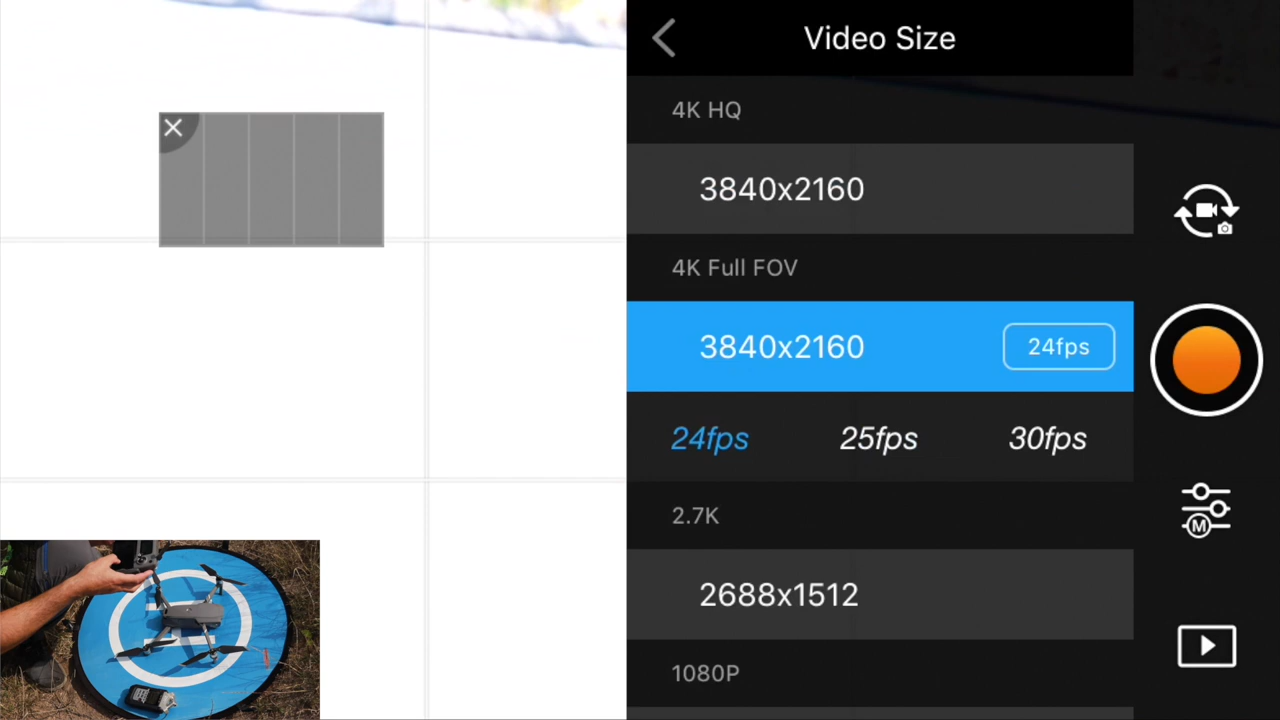 Video Size
4K HQ
3840x2160
4K Full FOV
3840x2160 24fps
24fps 25fps 30fps
2.7K
2688x1512
1080P
M